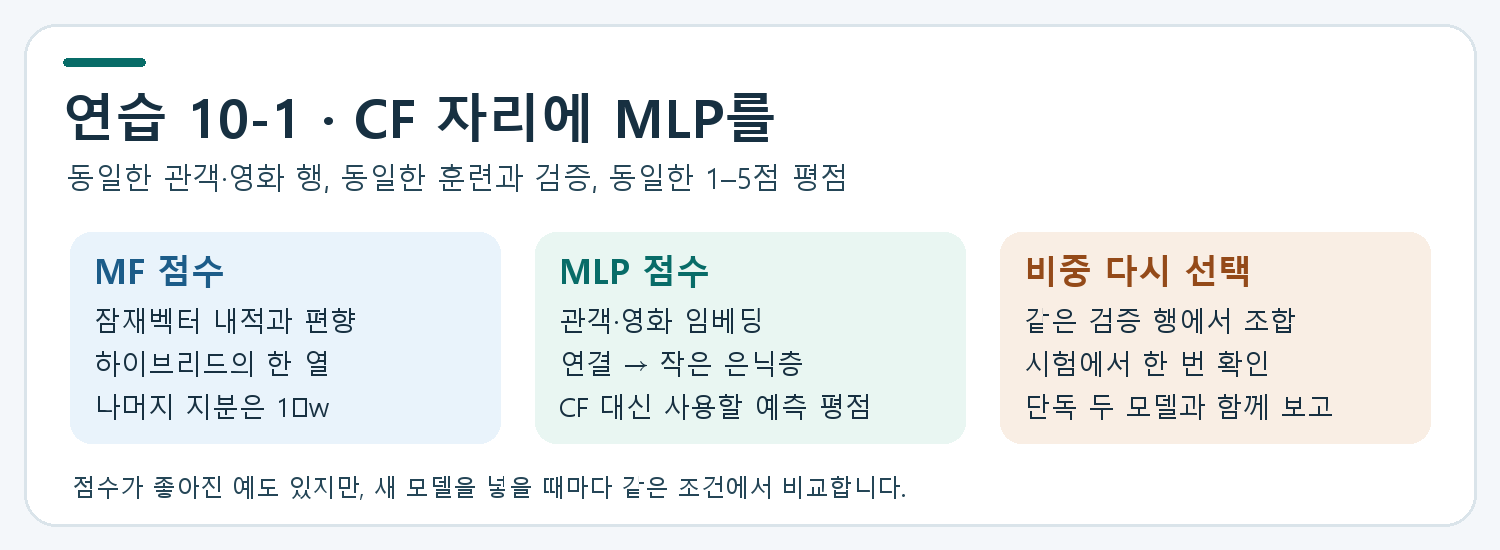 연습 10-1 · CF 자리에 MLP를
동일한 관객·영화 행, 동일한 훈련과 검증, 동일한 1–5점 평점
MF 점수
잠재벡터 내적과 편향
하이브리드의 한 열
나머지 지분은 1□w
MLP 점수
관객·영화 임베딩
연결 → 작은 은닉층
CF 대신 사용할 예측 평점
비중 다시 선택
같은 검증 행에서 조합
시험에서 한 번 확인
단독 두 모델과 함께 보고
점수가 좋아진 예도 있지만, 새 모델을 넣을 때마다 같은 조건에서 비교합니다.